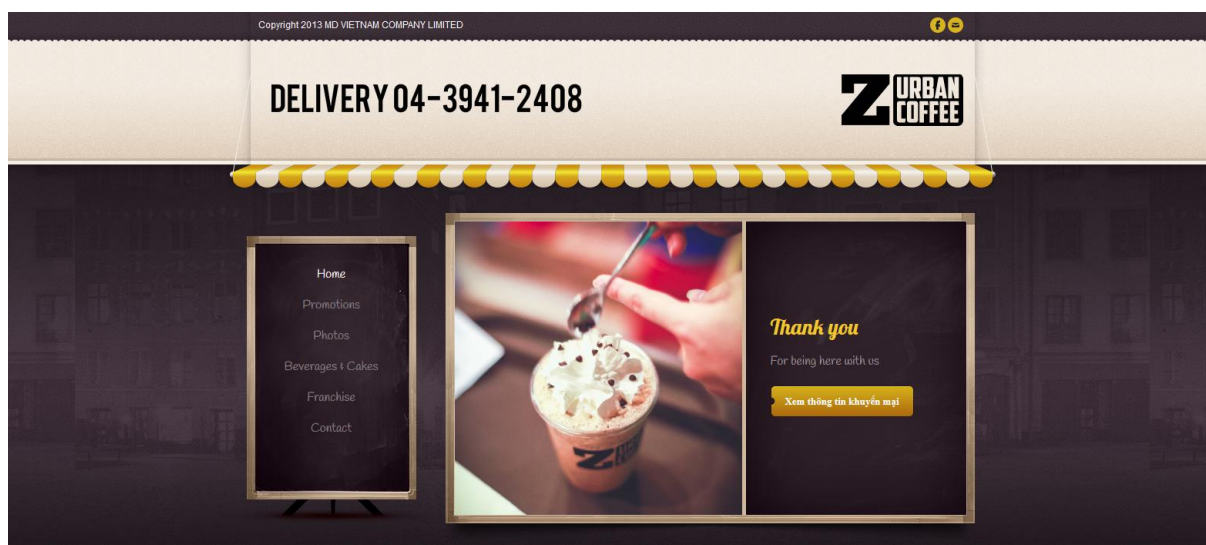 Copyright 2013 MD VIETNAM COMPANY LIMITED
DELIVERY 04-3941-2408
Z URBAN
COFFEE
Home
Promotions
Photos
Beverages & Cakes
Franchise
Contact
Thank you
For being here with us
Xem thông tin khuyến mại
Z